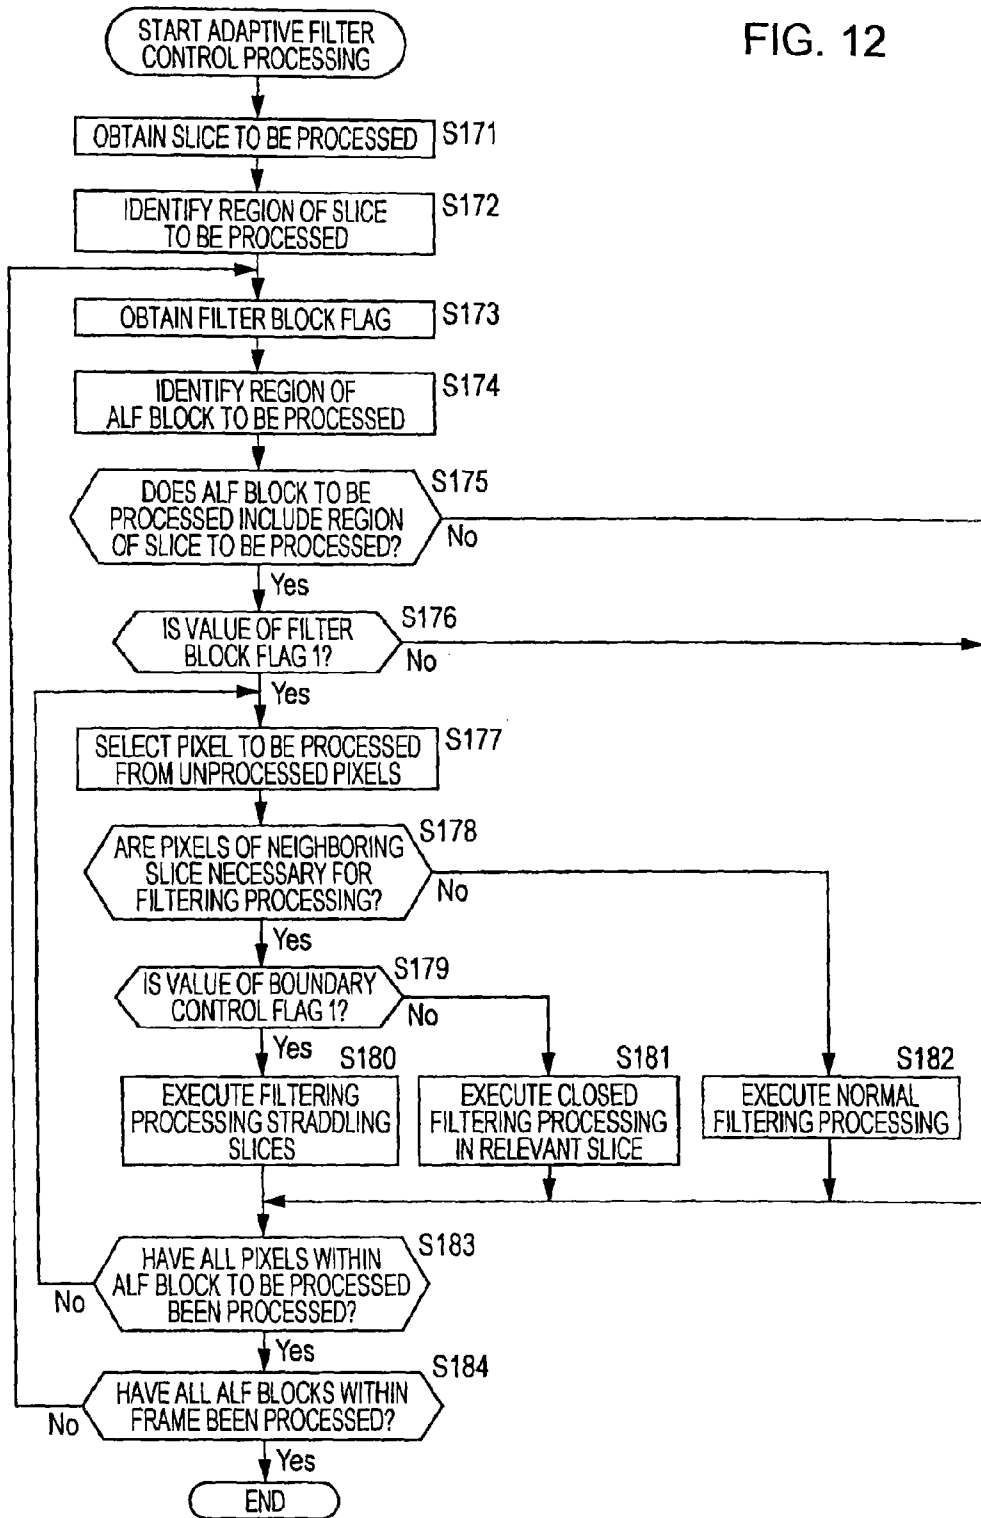 FIG. 12
START ADAPTIVE FILTER
CONTROL PROCESSING
OBTAIN SLICE TO BE PROCESSED
S171
IDENTIFY REGION OF SLICE
TO BE PROCESSED
S172
OBTAIN FILTER BLOCK FLAG
S173
IDENTIFY REGION OF
ALF BLOCK TO BE PROCESSED
S174
DOES ALF BLOCK TO BE
PROCESSED INCLUDE REGION
OF SLICE TO BE PROCESSED?
S175
No
Yes
IS VALUE OF FILTER
BLOCK FLAG 1?
S176
No
Yes
SELECT PIXEL TO BE PROCESSED
FROM UNPROCESSED PIXELS
S177
ARE PIXELS OF NEIGHBORING
SLICE NECESSARY FOR
FILTERING PROCESSING?
S178
No
Yes
IS VALUE OF BOUNDARY
CONTROL FLAG 1?
S179
No
Yes
S180
EXECUTE FILTERING
PROCESSING STRADDLING
SLICES
S181
EXECUTE CLOSED
FILTERING PROCESSING
IN RELEVANT SLICE
S182
EXECUTE NORMAL
FILTERING PROCESSING
HAVE ALL PIXELS WITHIN
ALF BLOCK TO BE PROCESSED
BEEN PROCESSED?
S183
No
Yes
HAVE ALL ALF BLOCKS WITHIN
FRAME BEEN PROCESSED?
S184
No
Yes
END